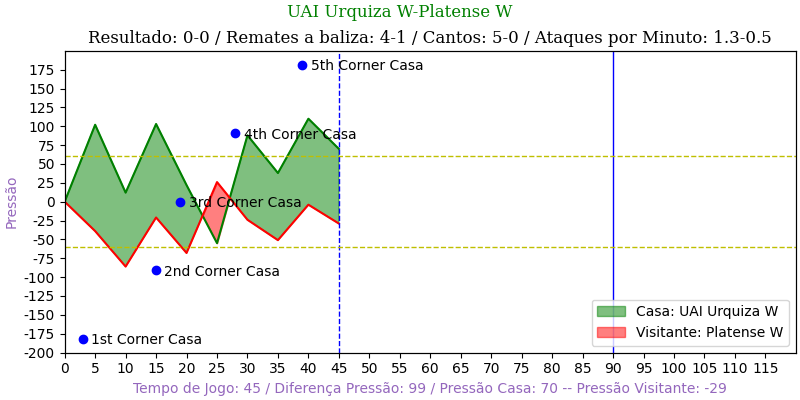 UAI Urquiza W-Platense W
Resultado: 0-0 / Remates a baliza: 4-1 / Cantos: 5-0 / Ataques por Minuto: 1.3-0.5
Pressão
175
150
125
100
75
50
25
0
-25
-50
-75
-100
-125
-150
-175
-200
5th Corner Casa
4th Corner Casa
3rd Corner Casa
2nd Corner Casa
1st Corner Casa
Casa: UAI Urquiza W
Visitante: Platense W
0 5 10 15 20 25 30 35 40 45 50 55 60 65 70 75 80 85 90 95 100 105 110 115
Tempo de Jogo: 45 / Diferença Pressão: 99 / Pressão Casa: 70 -- Pressão Visitante: -29